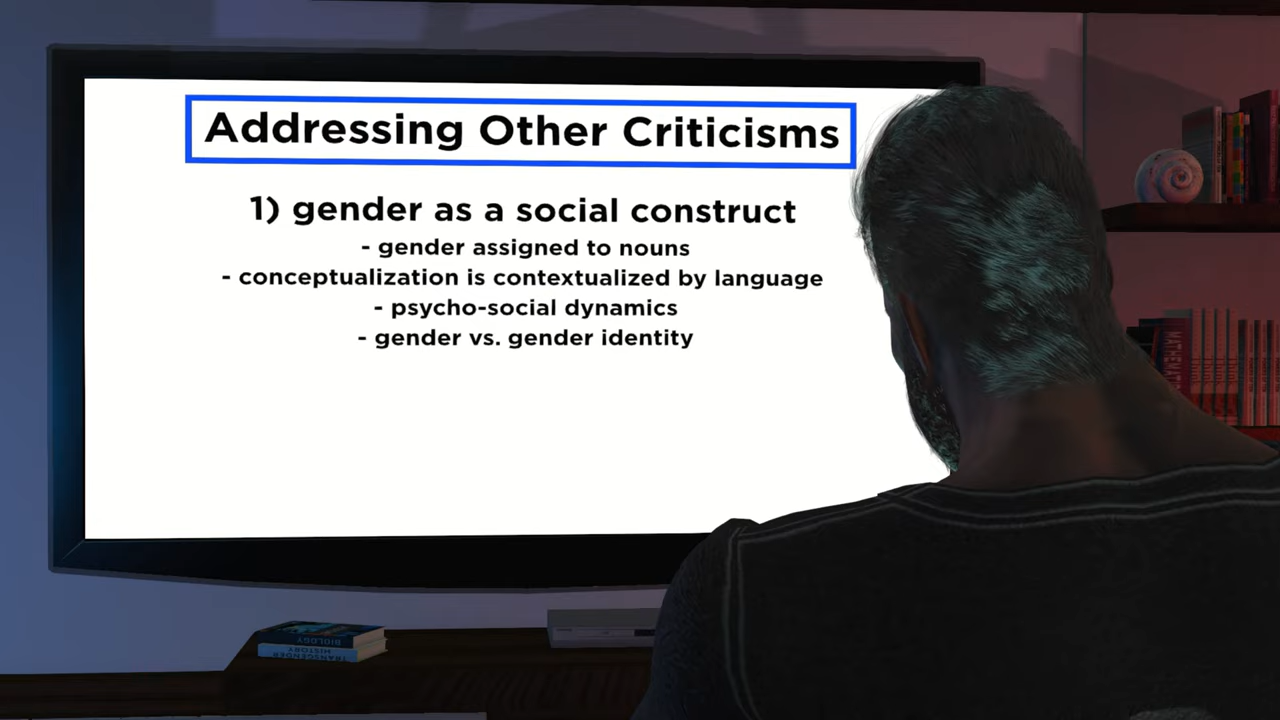 Addressing Other Criticisms
1) gender as a social construct
- gender assigned to nouns
- conceptualization is contextualized by language
- psycho-social dynamics
- gender vs. gender identity
BIOLOGY
TRANSGENDER
HISTORY